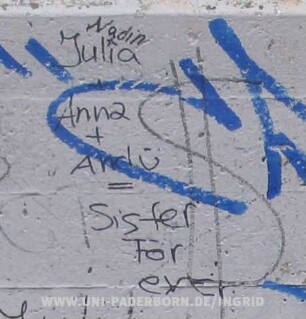 Nadin
Julia
+
Anna
+
Ardü
=
Sister
For
ever
WWW.UNI-PADERBORN.DE/INGRID